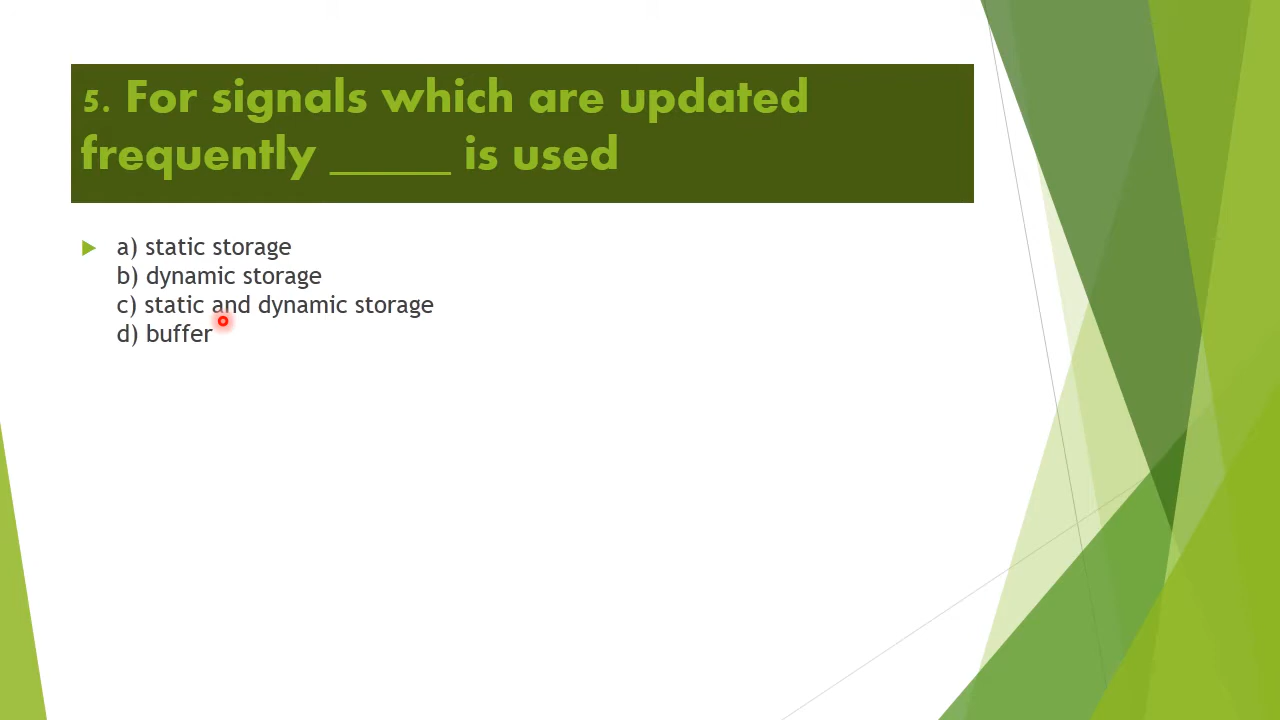 5. For signals which are updated
frequently _____ is used
a) static storage
b) dynamic storage
c) static and dynamic storage
d) buffer